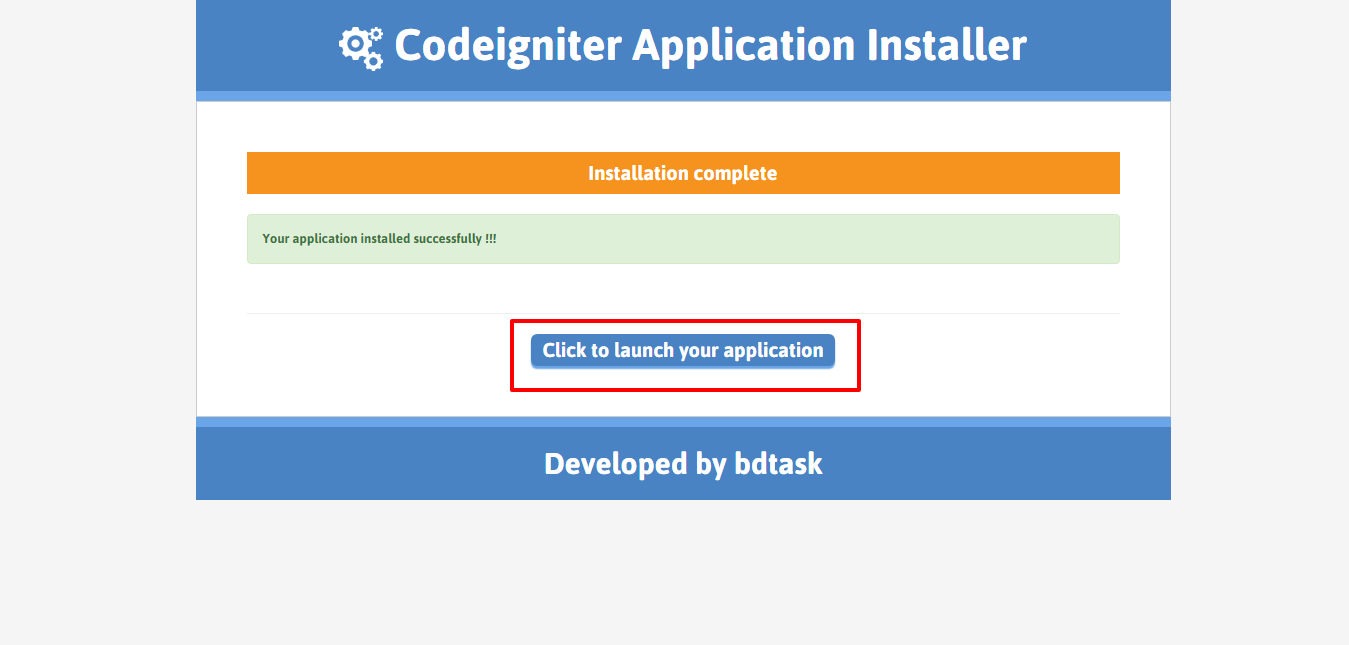 Codeigniter Application Installer
Installation complete
Your application installed successfully !!!
Click to launch your application
Developed by bdtask